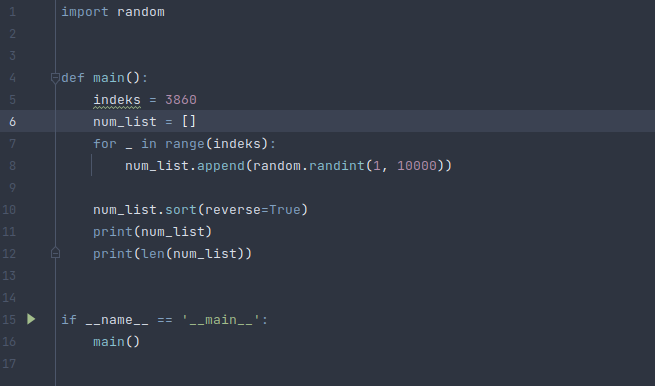 1 import random
2
3
4 def main():
5     indeks = 3860
6     num_list = []
7     for _ in range(indeks):
8         num_list.append(random.randint(1, 10000))
9
10     num_list.sort(reverse=True)
11     print(num_list)
12     print(len(num_list))
13
14
15 if __name__ == '__main__':
16     main()
17